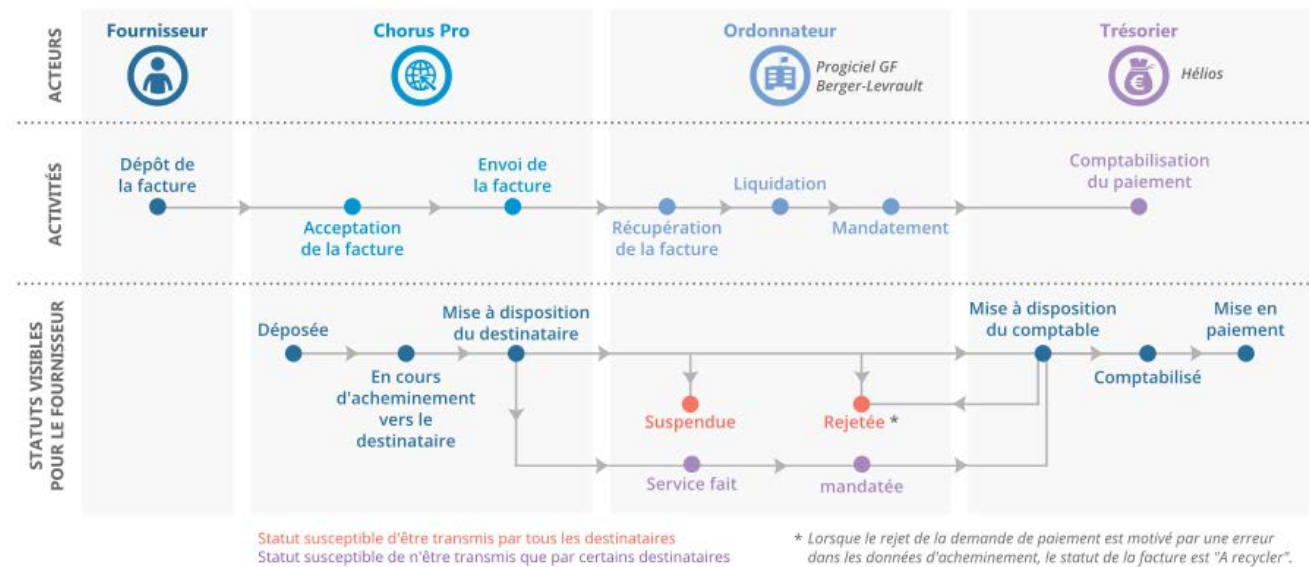 ACTEURS
Fournisseur
Chorus Pro
Ordonnateur
Progiciel GF
Berger-Levrault
Trésorier
Hélios
€
ACTIVITÉS
Dépôt de
la facture
Acceptation
de la facture
Envoi de
la facture
Récupération
de la facture
Liquidation
Mandatement
Comptabilisation
du paiement
STATUTS VISIBLES
POUR LE FOURNISSEUR
Déposée
En cours
d'acheminement
vers le
destinataire
Mise à disposition
du destinataire
Suspendue
Rejetée *
Service fait
mandatée
Mise à disposition
du comptable
Comptabilisé
Mise en
paiement
Statut susceptible d'être transmis par tous les destinataires
Statut susceptible de n'être transmis que par certains destinataires
* Lorsque le rejet de la demande de paiement est motivé par une erreur
dans les données d'acheminement, le statut de la facture est "A recycler".